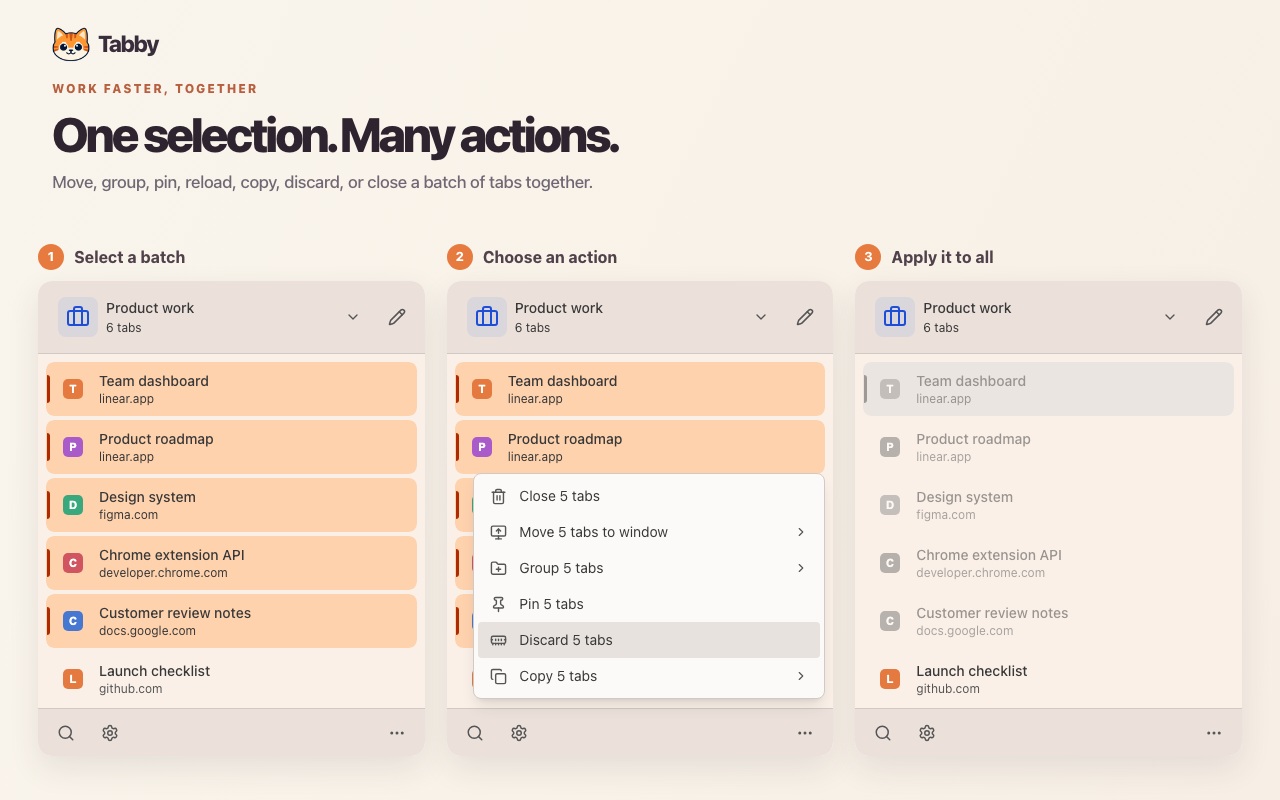 Tabby
WORK FASTER, TOGETHER
One selection. Many actions.
Move, group, pin, reload, copy, discard, or close a batch of tabs together.
1 Select a batch
Product work
6 tabs
T Team dashboard
linear.app
P Product roadmap
linear.app
D Design system
figma.com
C Chrome extension API
developer.chrome.com
C Customer review notes
docs.google.com
L Launch checklist
github.com
2 Choose an action
Product work
6 tabs
T Team dashboard
linear.app
P Product roadmap
linear.app
Close 5 tabs
Move 5 tabs to window
Group 5 tabs
Pin 5 tabs
Discard 5 tabs
Copy 5 tabs
3 Apply it to all
Product work
6 tabs
T Team dashboard
linear.app
P Product roadmap
linear.app
D Design system
figma.com
C Chrome extension API
developer.chrome.com
C Customer review notes
docs.google.com
L Launch checklist
github.com